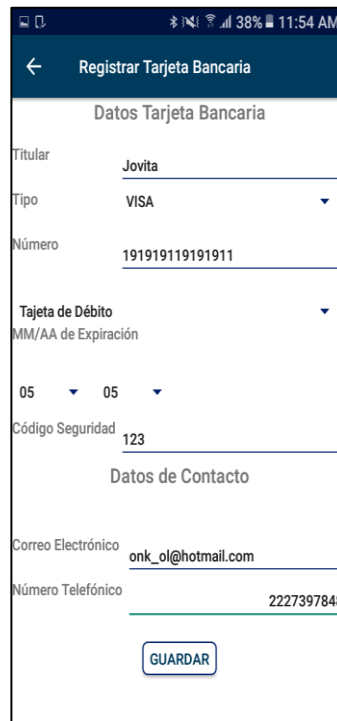 38% 11:54 AM
Registrar Tarjeta Bancaria
Datos Tarjeta Bancaria
Titular Jovita
Tipo VISA
Número 191919119191911
Tajeta de Débito
MM/AA de Expiración
05 05
Código Seguridad 123
Datos de Contacto
Correo Electrónico onk_ol@hotmail.com
Número Telefónico 2227397848
GUARDAR